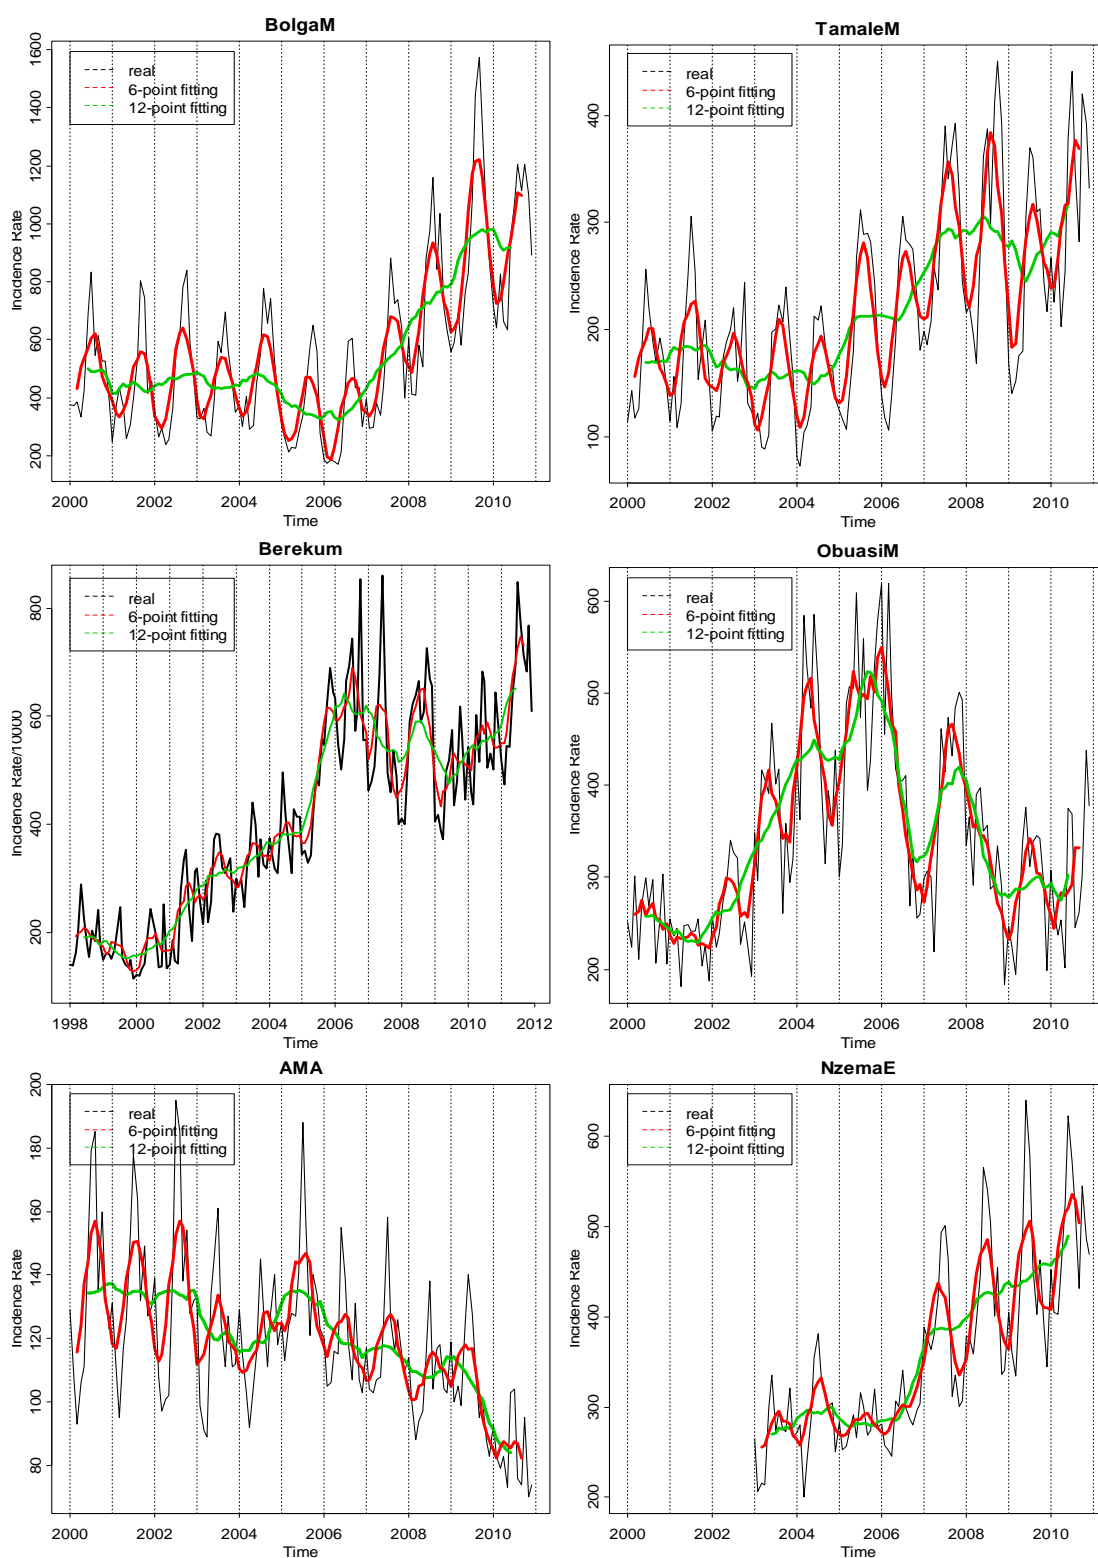 BolgaM
real
6-point fitting
12-point fitting
Incidence Rate
200
400
600
800
1000
1200
1400
1600
2000
2002
2004
2006
2008
2010
Time
TamaleM
real
6-point fitting
12-point fitting
Incidence Rate
100
200
300
400
2000
2002
2004
2006
2008
2010
Time
Berekum
real
6-point fitting
12-point fitting
Incidence Rate/10000
200
400
600
800
1998
2000
2002
2004
2006
2008
2010
2012
Time
ObuasiM
real
6-point fitting
12-point fitting
Incidence Rate
200
300
400
500
600
2000
2002
2004
2006
2008
2010
Time
AMA
real
6-point fitting
12-point fitting
Incidence Rate
80
100
120
140
160
180
200
2000
2002
2004
2006
2008
2010
Time
NzemaE
real
6-point fitting
12-point fitting
Incidence Rate
200
300
400
500
600
2000
2002
2004
2006
2008
2010
Time